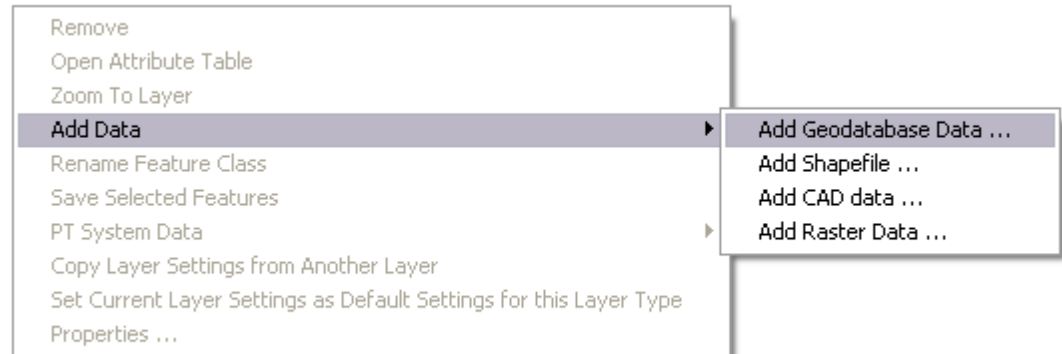 Remove
Open Attribute Table
Zoom To Layer
Add Data
Rename Feature Class
Save Selected Features
PT System Data
Copy Layer Settings from Another Layer
Set Current Layer Settings as Default Settings for this Layer Type
Properties ...
Add Geodatabase Data ...
Add Shapefile ...
Add CAD data ...
Add Raster Data ...